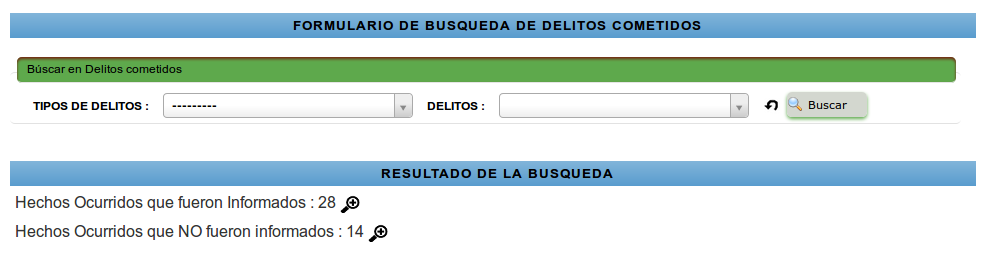 FORMULARIO DE BUSQUEDA DE DELITOS COMETIDOS
Búscar en Delitos cometidos
TIPOS DE DELITOS : --------- DELITOS : Buscar
RESULTADO DE LA BUSQUEDA
Hechos Ocurridos que fueron Informados : 28
Hechos Ocurridos que NO fueron informados : 14